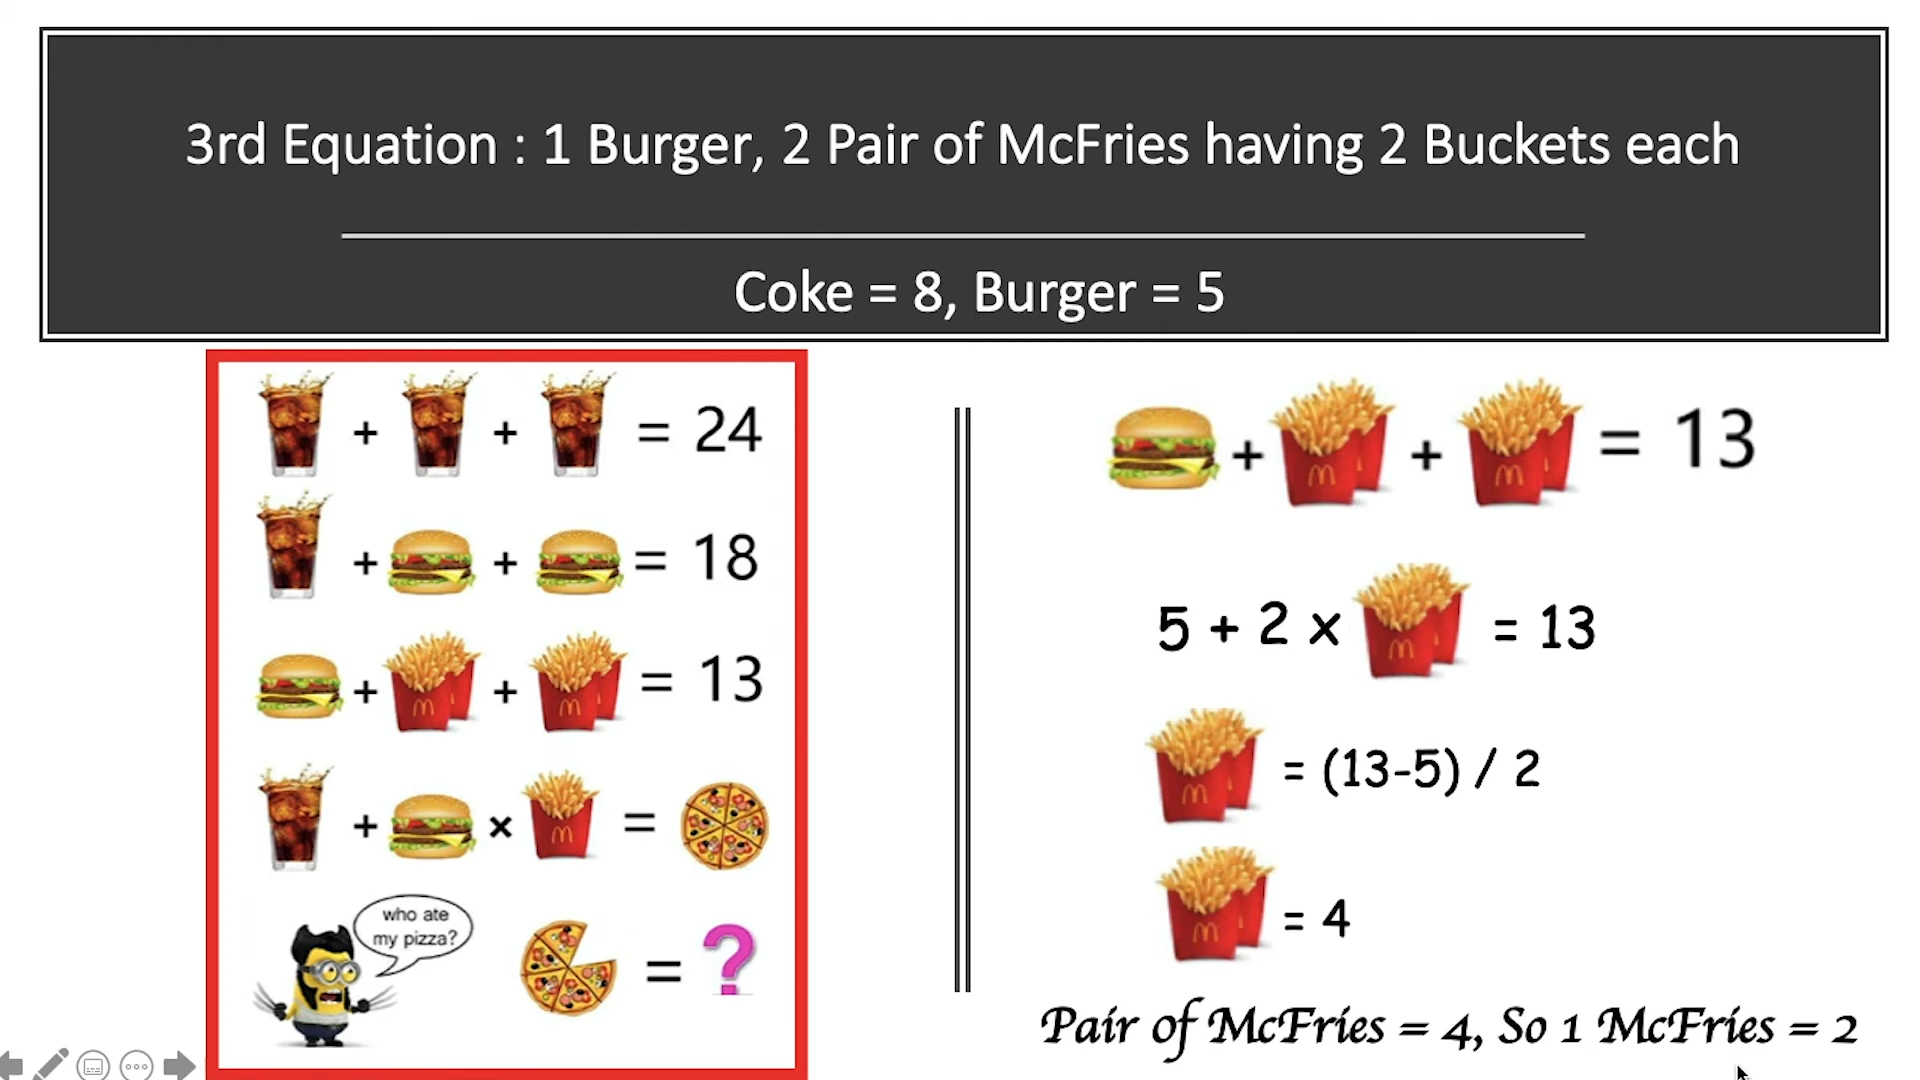 3rd Equation : 1 Burger, 2 Pair of McFries having 2 Buckets each
Coke = 8, Burger = 5
+ + = 24
+ + = 18
+ + = 13
+ × =
who ate
my pizza?
= ?
+ + = 13
5 + 2 x = 13
= (13-5) / 2
= 4
Pair of McFries = 4, So 1 McFries = 2